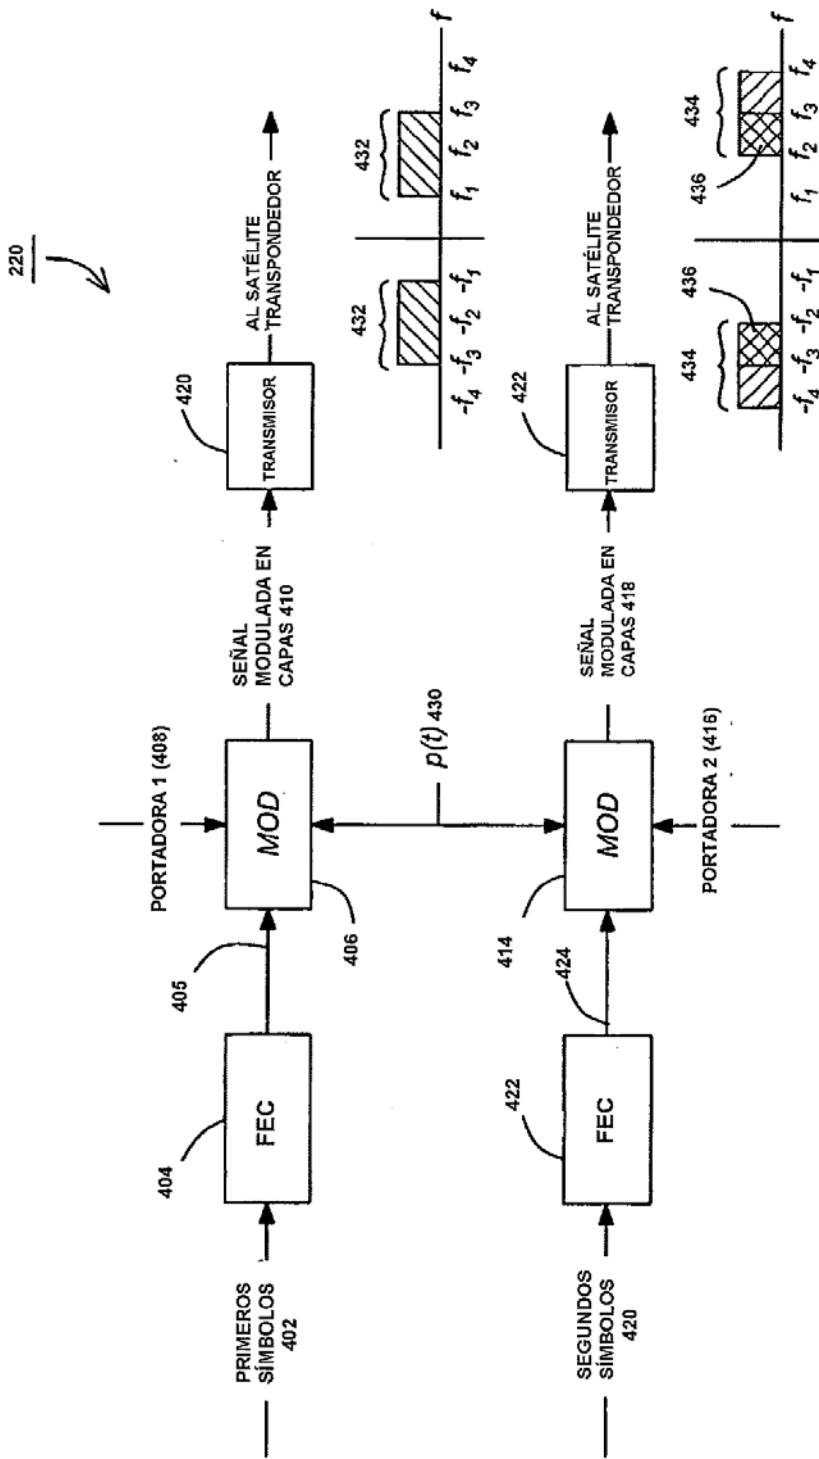 220
PRIMEROS
SÍMBOLOS
402
404
FEC
405
PORTADORA 1 (408)
MOD
406
SEÑAL
MODULADA EN
CAPAS 410
420
TRANSMISOR
AL SATÉLITE
TRANSPONDEDOR
432
432
-f3 -f2 -f1 f1 f2 f3 f4 f
p(t) 430
SEGUNDOS
SÍMBOLOS
420
422
FEC
424
414
MOD
PORTADORA 2 (416)
SEÑAL
MODULADA EN
CAPAS 418
422
TRANSMISOR
AL SATÉLITE
TRANSPONDEDOR
434
436
436
434
-f4 -f3 -f2 -f1 f1 f2 f3 f4 f